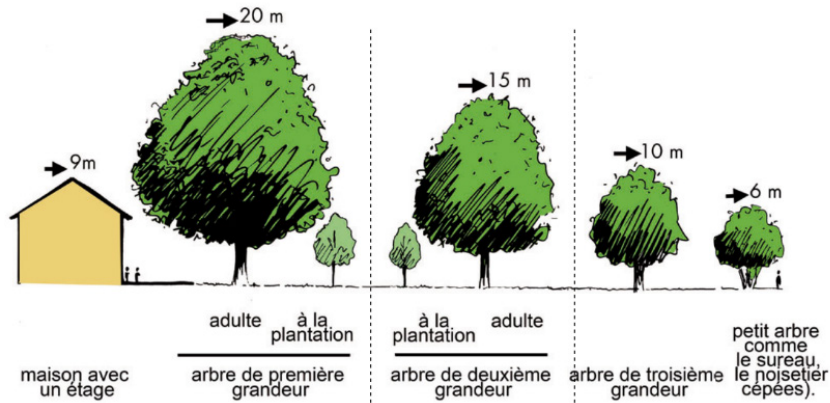 20 m
15 m
10 m
6 m
9m
adulte
à la
plantation
à la
plantation
adulte
maison avec
un étage
arbre de première
grandeur
arbre de deuxième
grandeur
arbre de troisième
grandeur
petit arbre
comme
le sureau,
le noisetier
cépées).